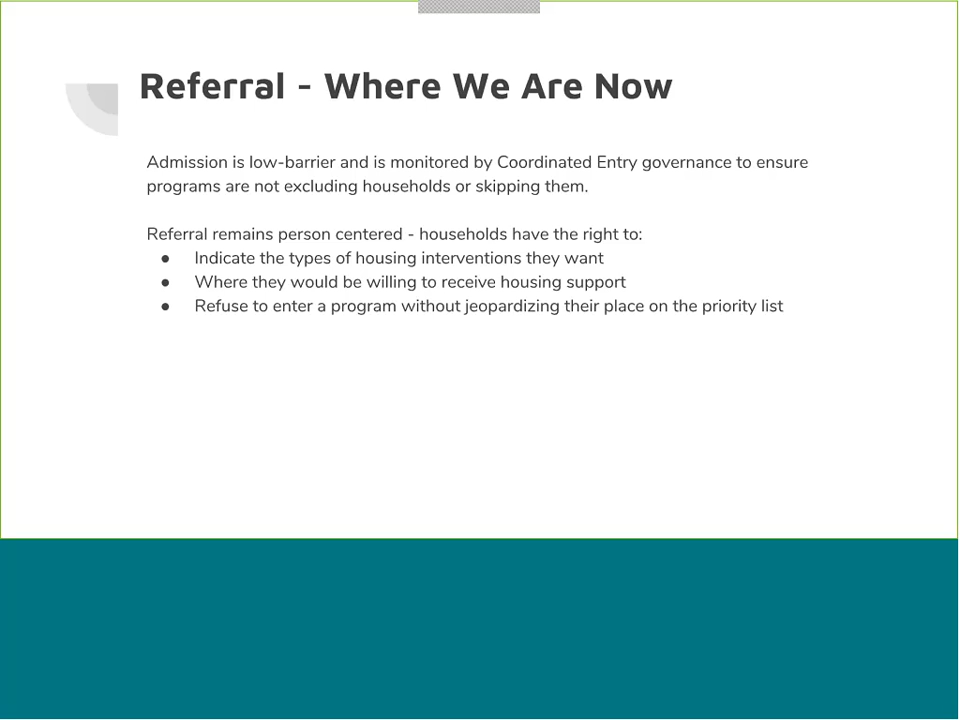 Referral - Where We Are Now
Admission is low-barrier and is monitored by Coordinated Entry governance to ensure
programs are not excluding households or skipping them.
Referral remains person centered - households have the right to:
● Indicate the types of housing interventions they want
● Where they would be willing to receive housing support
● Refuse to enter a program without jeopardizing their place on the priority list